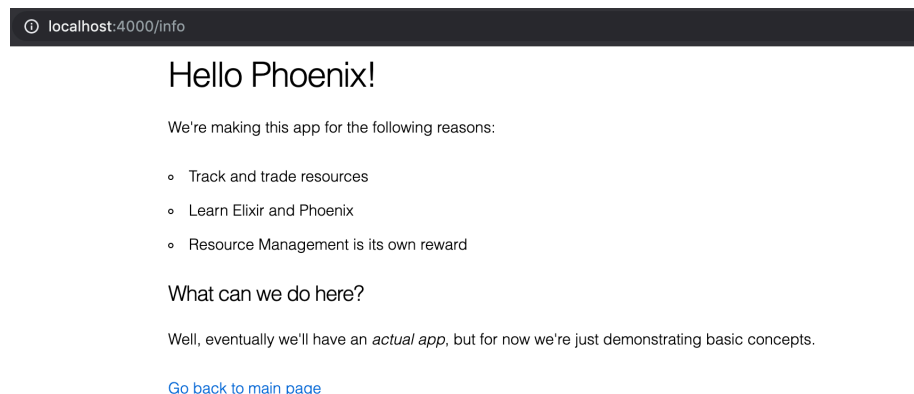 localhost:4000/info
Hello Phoenix!
We're making this app for the following reasons:
Track and trade resources
Learn Elixir and Phoenix
Resource Management is its own reward
What can we do here?
Well, eventually we'll have an actual app, but for now we're just demonstrating basic concepts.
Go back to main page